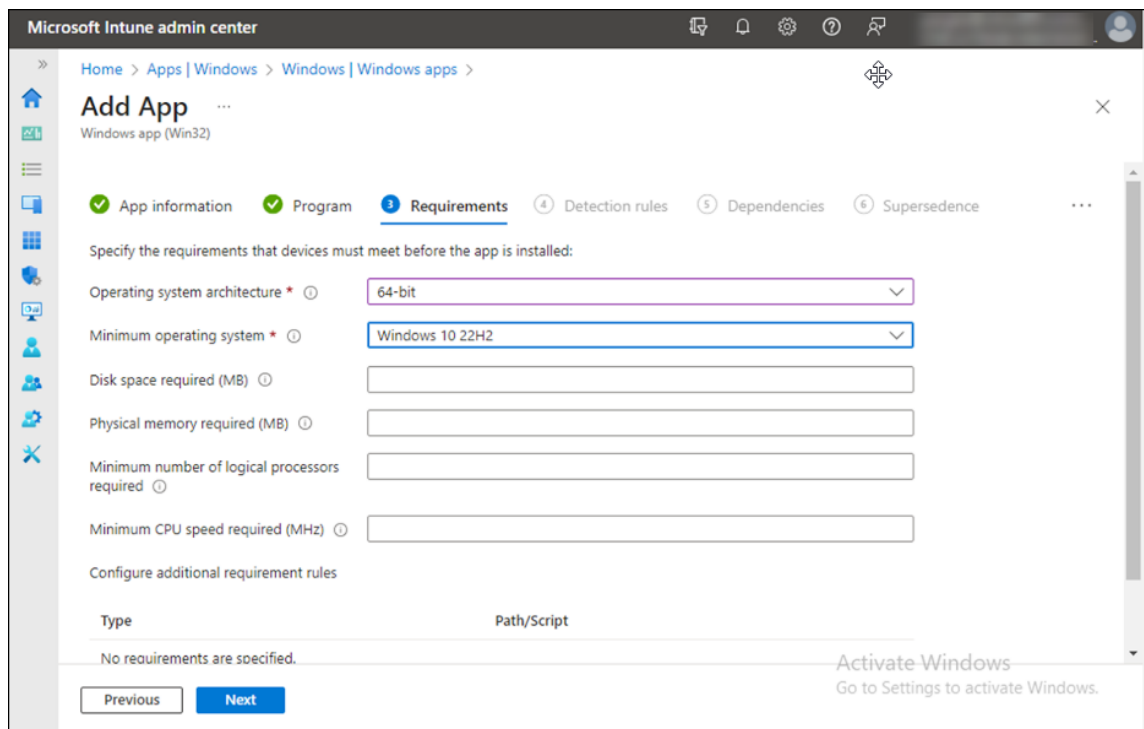 Microsoft Intune admin center
Home > Apps | Windows > Windows | Windows apps >
Add App ...
Windows app (Win32)
App information Program 3 Requirements 4 Detection rules 5 Dependencies 6 Supersedence ...
Specify the requirements that devices must meet before the app is installed:
Operating system architecture * 64-bit
Minimum operating system * Windows 10 22H2
Disk space required (MB)
Physical memory required (MB)
Minimum number of logical processors
required
Minimum CPU speed required (MHz)
Configure additional requirement rules
Type Path/Script
No requirements are specified.
Activate Windows
Go to Settings to activate Windows.
Previous Next